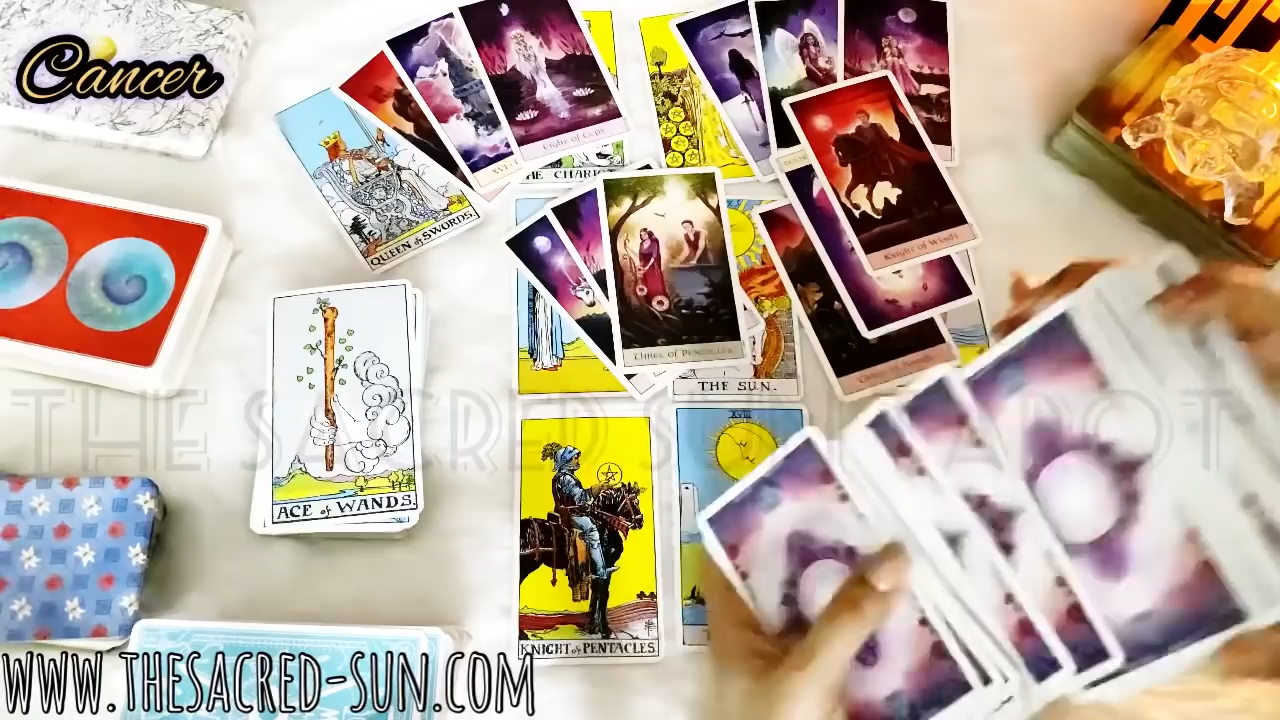 Cancer
Eight of Cups
THE CHARIOT
QUEEN of SWORDS.
Knight of Wands
Three of Pentacles
THE SUN.
THE SACRED SUN TAROT
XVIII
ACE of WANDS.
KNIGHT of PENTACLES
WWW.THESACRED-SUN.COM